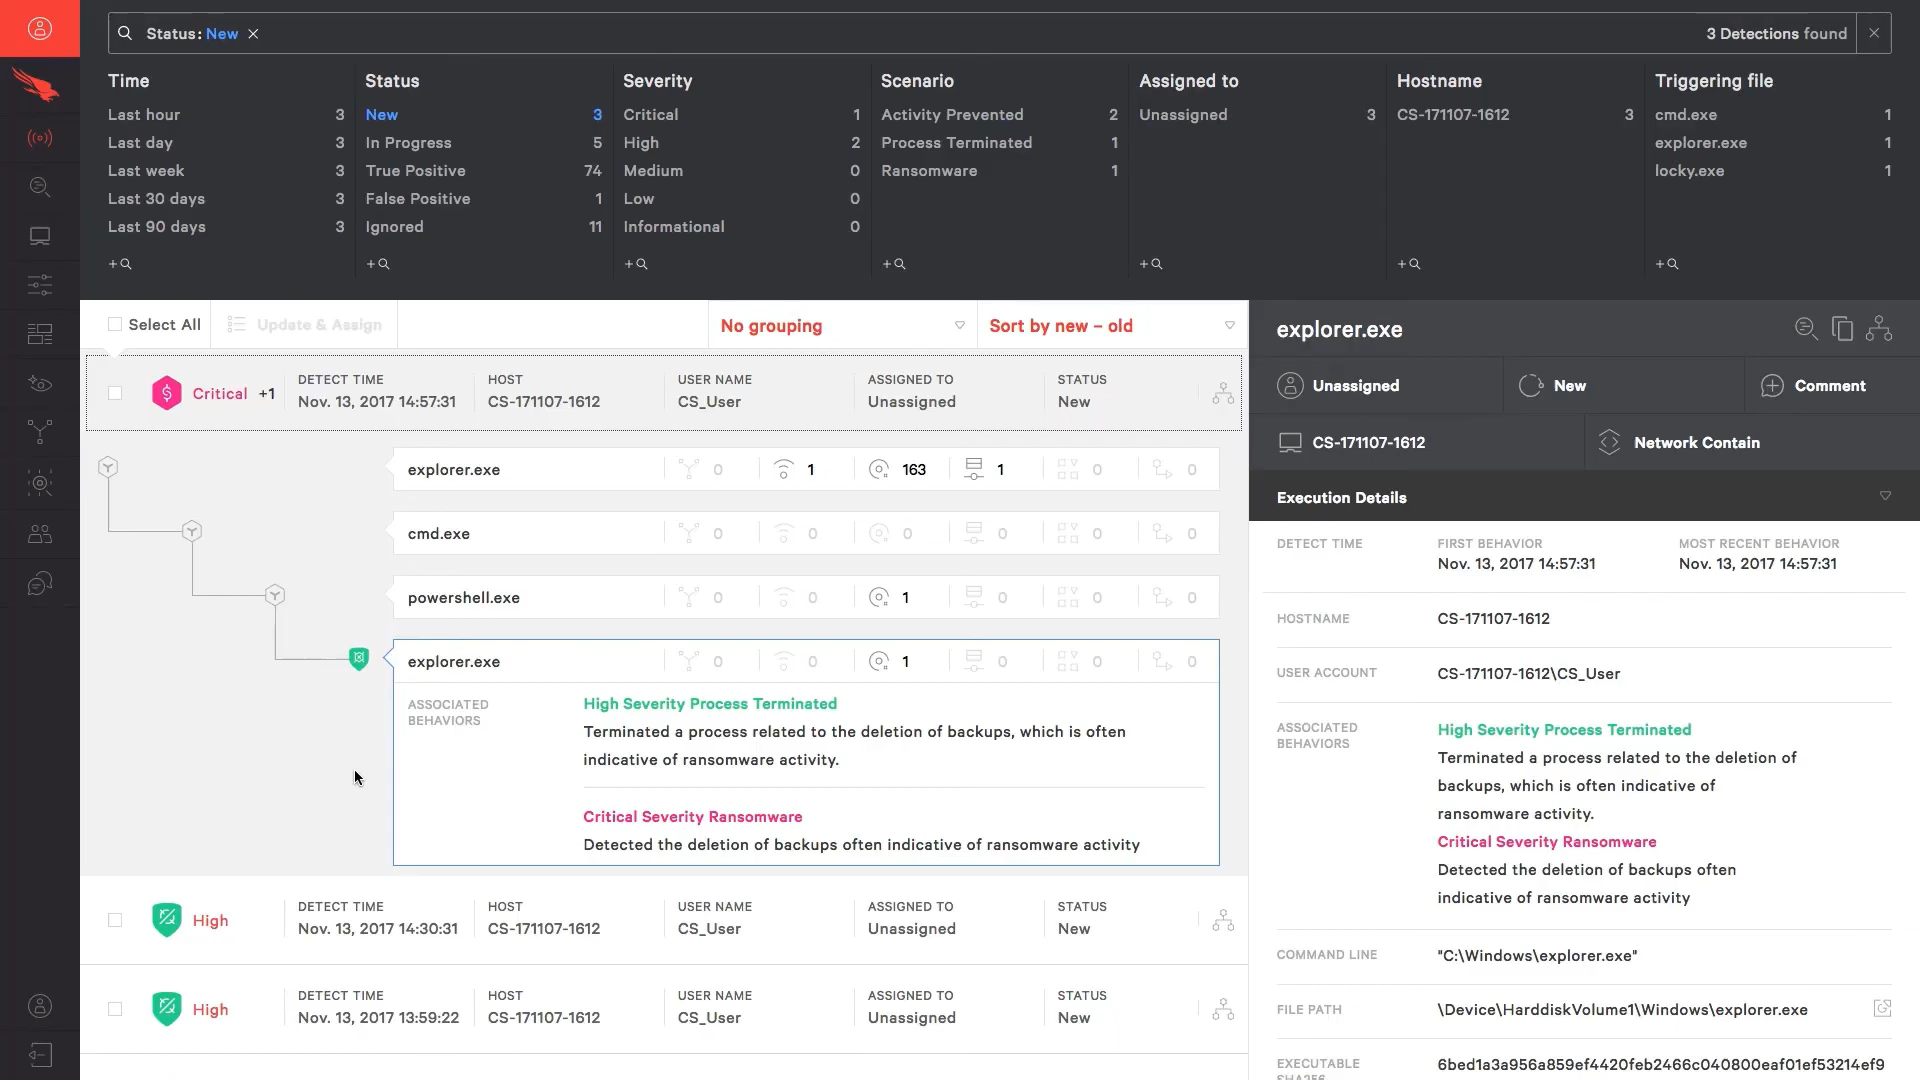 Status: New
3 Detections found
Time
Last hour 3
Last day 3
Last week 3
Last 30 days 3
Last 90 days 3
Status
New 3
In Progress 5
True Positive 74
False Positive 1
Ignored 11
Severity
Critical 1
High 2
Medium 0
Low 0
Informational 0
Scenario
Activity Prevented 2
Process Terminated 1
Ransomware 1
Assigned to
Unassigned 3
Hostname
CS-171107-1612 3
Triggering file
cmd.exe 1
explorer.exe 1
locky.exe 1
Select All
Update & Assign
No grouping
Sort by new – old
Critical +1
DETECT TIME
Nov. 13, 2017 14:57:31
HOST
CS-171107-1612
USER NAME
CS_User
ASSIGNED TO
Unassigned
STATUS
New
explorer.exe 0 1 163 1 0 0
cmd.exe 0 0 0 0 0 0
powershell.exe 0 0 1 0 0 0
explorer.exe 0 0 1 0 0 0
ASSOCIATED
BEHAVIORS
High Severity Process Terminated
Terminated a process related to the deletion of backups, which is often
indicative of ransomware activity.
Critical Severity Ransomware
Detected the deletion of backups often indicative of ransomware activity
High
DETECT TIME
Nov. 13, 2017 14:30:31
HOST
CS-171107-1612
USER NAME
CS_User
ASSIGNED TO
Unassigned
STATUS
New
High
DETECT TIME
Nov. 13, 2017 13:59:22
HOST
CS-171107-1612
USER NAME
CS_User
ASSIGNED TO
Unassigned
STATUS
New
explorer.exe
Unassigned
New
Comment
CS-171107-1612
Network Contain
Execution Details
DETECT TIME
FIRST BEHAVIOR
Nov. 13, 2017 14:57:31
MOST RECENT BEHAVIOR
Nov. 13, 2017 14:57:31
HOSTNAME
CS-171107-1612
USER ACCOUNT
CS-171107-1612\CS_User
ASSOCIATED
BEHAVIORS
High Severity Process Terminated
Terminated a process related to the deletion of
backups, which is often indicative of
ransomware activity.
Critical Severity Ransomware
Detected the deletion of backups often
indicative of ransomware activity
COMMAND LINE
"C:\Windows\explorer.exe"
FILE PATH
\Device\HarddiskVolume1\Windows\explorer.exe
EXECUTABLE
SHA256
6bed1a3a956a859ef4420feb2466c040800eaf01ef53214ef9